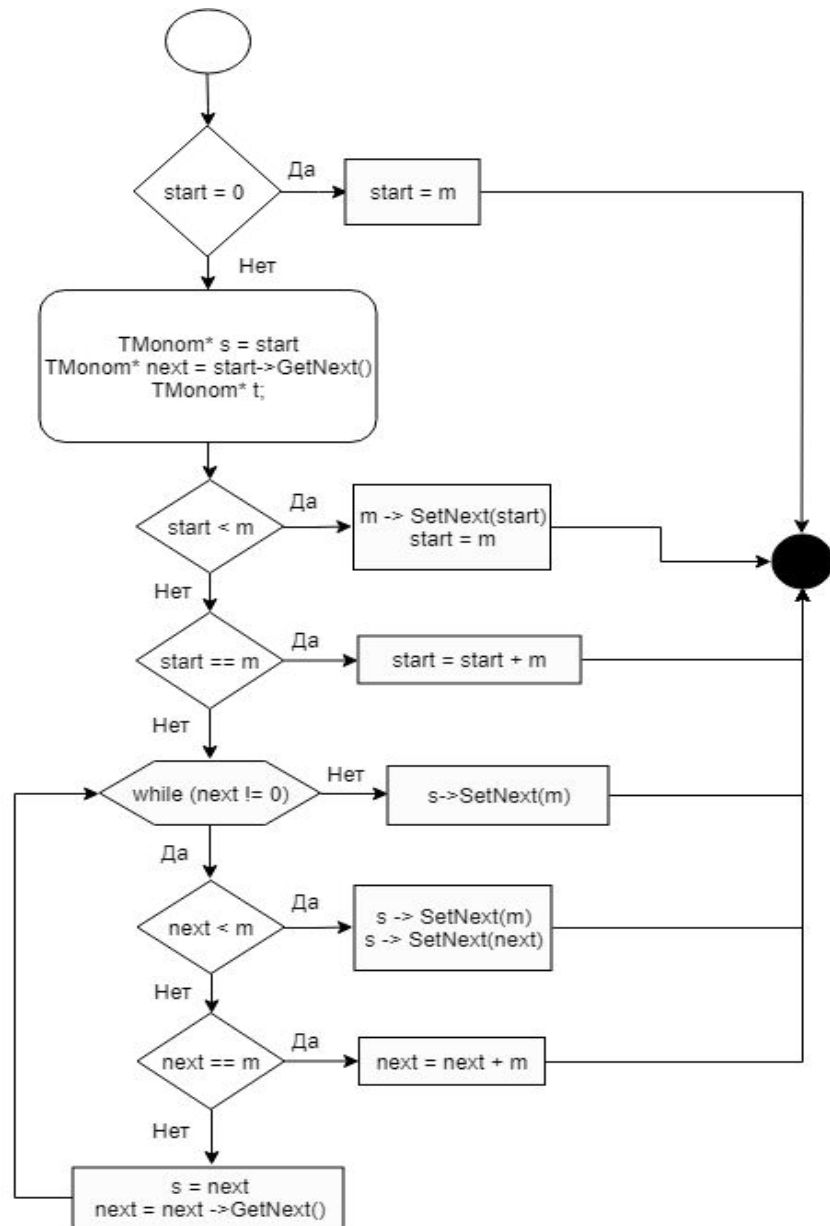 start = 0
Да
start = m
Нет
TMonom* s = start
TMonom* next = start->GetNext()
TMonom* t;
start < m
Да
m -> SetNext(start)
start = m
Нет
start == m
Да
start = start + m
Нет
while (next != 0)
Нет
s->SetNext(m)
Да
next < m
Да
s -> SetNext(m)
s -> SetNext(next)
Нет
next == m
Да
next = next + m
Нет
s = next
next = next ->GetNext()